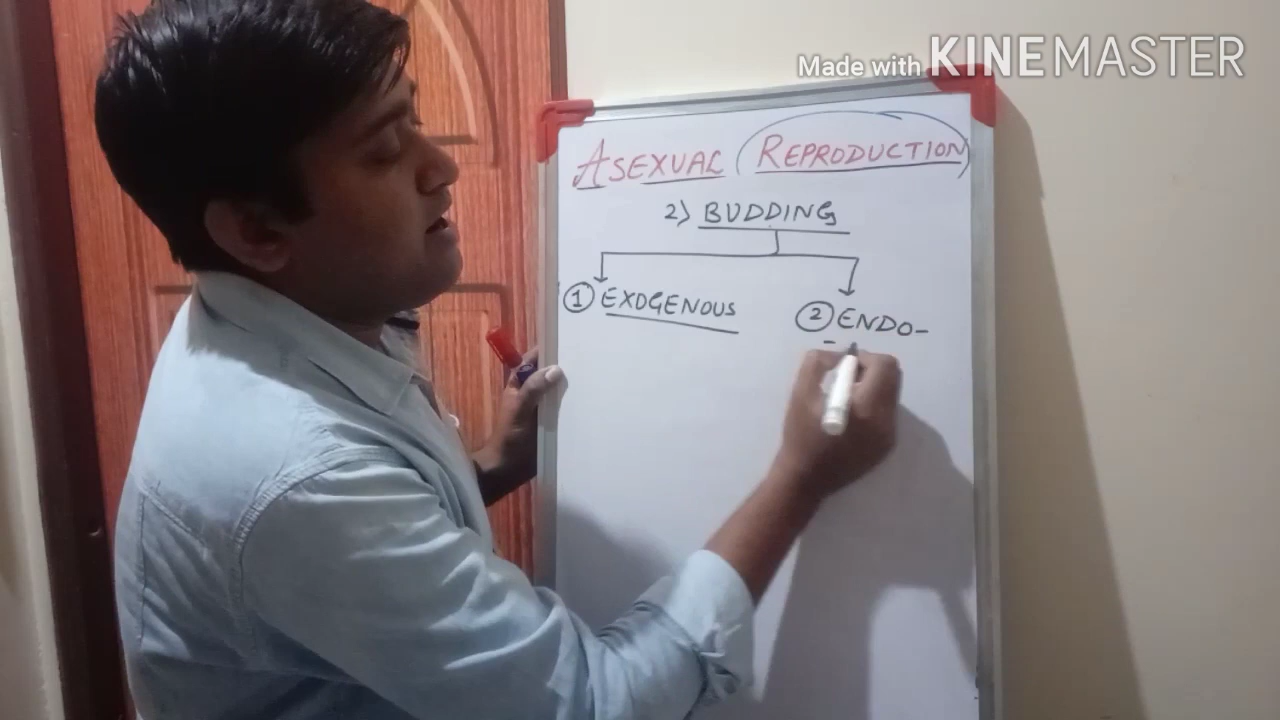 Made with KINEMASTER
ASEXUAL (REPRODUCTION)
2) BUDDING
① EXOGENOUS
② ENDO-